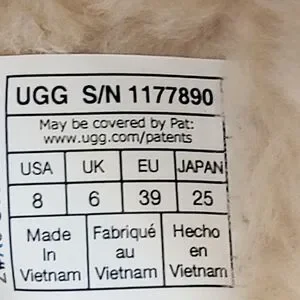 UGG S/N 1177890
May be covered by Pat:
www.ugg.com/patents
USA UK EU JAPAN
8 6 39 25
Made Fabriqué Hecho
In au en
Vietnam Vietnam Vietnam